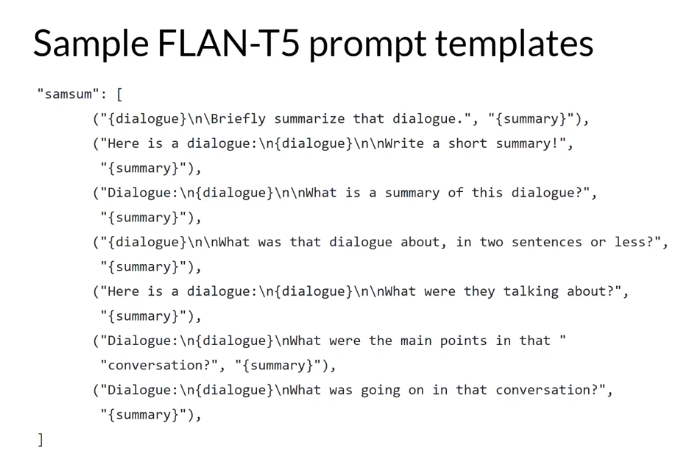 Sample FLAN-T5 prompt templates
"samsum": [
("{dialogue}\n\Briefly summarize that dialogue.", "{summary}"),
("Here is a dialogue:\n{dialogue}\n\nWrite a short summary!",
"{summary}"),
("Dialogue:\n{dialogue}\n\nWhat is a summary of this dialogue?",
"{summary}"),
("{dialogue}\n\nWhat was that dialogue about, in two sentences or less?",
"{summary}"),
("Here is a dialogue:\n{dialogue}\n\nWhat were they talking about?",
"{summary}"),
("Dialogue:\n{dialogue}\nWhat were the main points in that "
"conversation?", "{summary}"),
("Dialogue:\n{dialogue}\nWhat was going on in that conversation?",
"{summary}"),
]